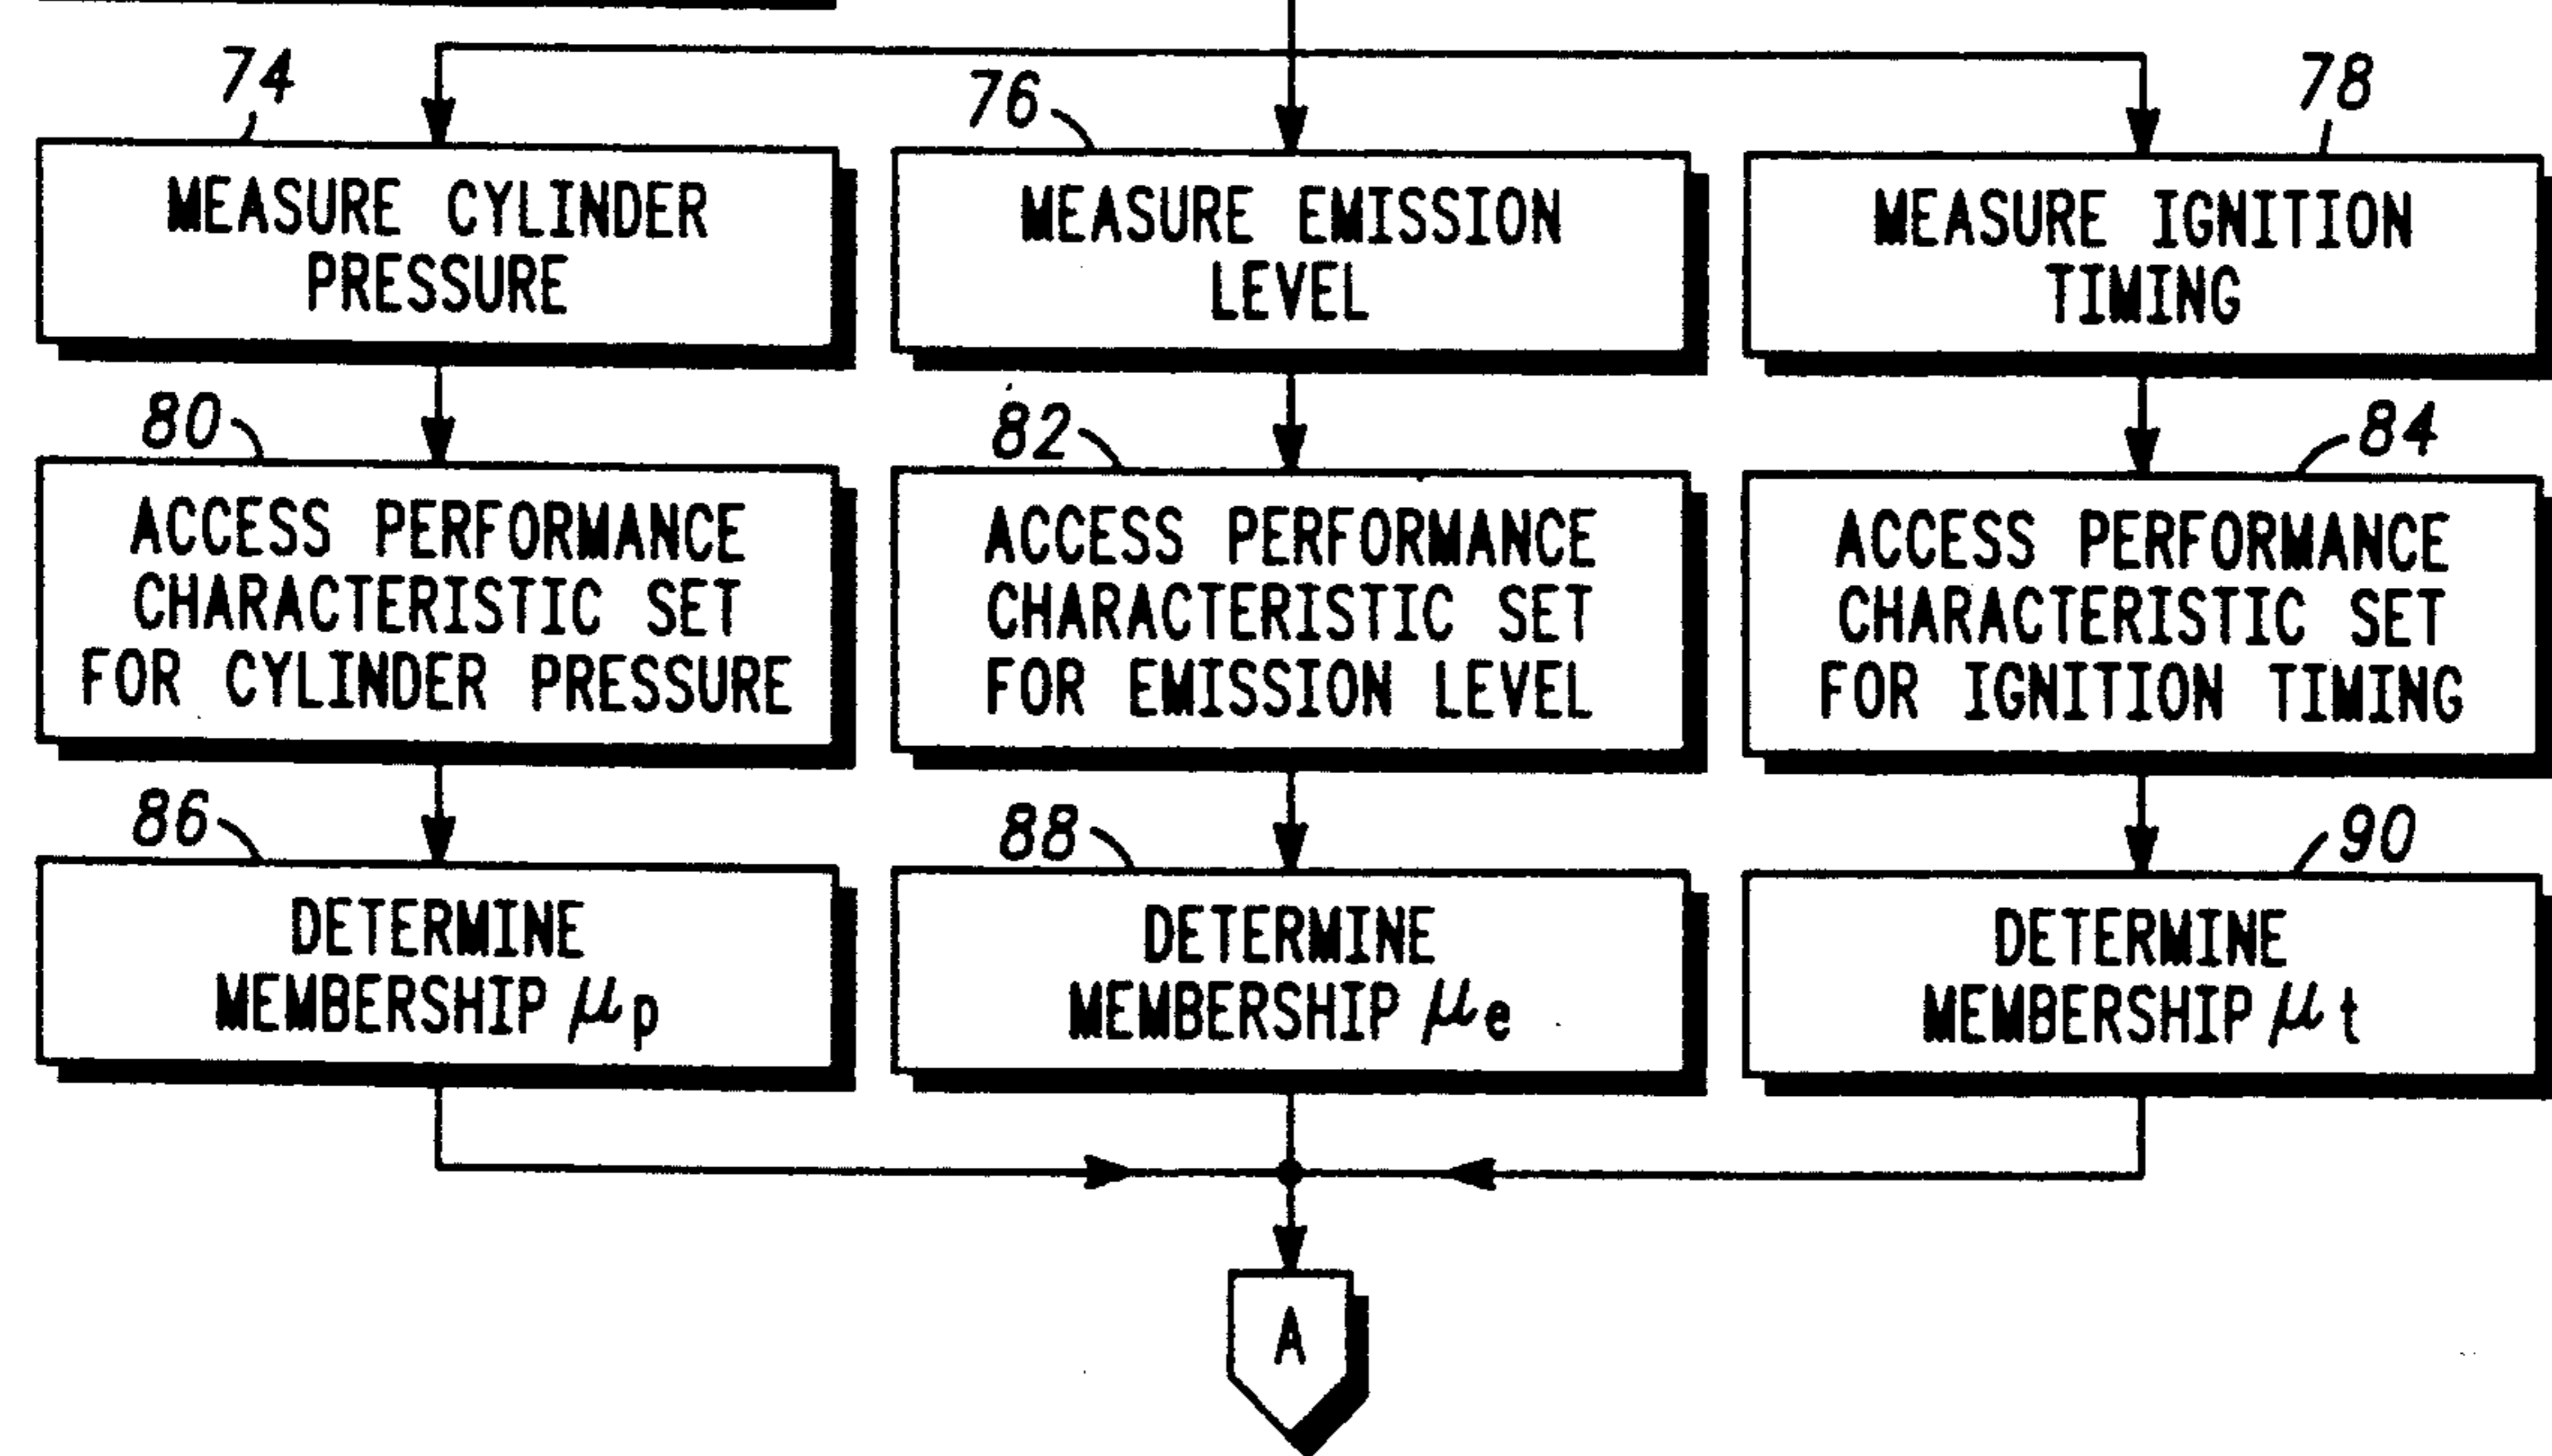 74
76
78
MEASURE CYLINDER
PRESSURE
MEASURE EMISSION
LEVEL
MEASURE IGNITION
TIMING
80
82
84
ACCESS PERFORMANCE
CHARACTERISTIC SET
FOR CYLINDER PRESSURE
ACCESS PERFORMANCE
CHARACTERISTIC SET
FOR EMISSION LEVEL
ACCESS PERFORMANCE
CHARACTERISTIC SET
FOR IGNITION TIMING
86
88
90
DETERMINE
MEMBERSHIP μp
DETERMINE
MEMBERSHIP μe
DETERMINE
MEMBERSHIP μt
A